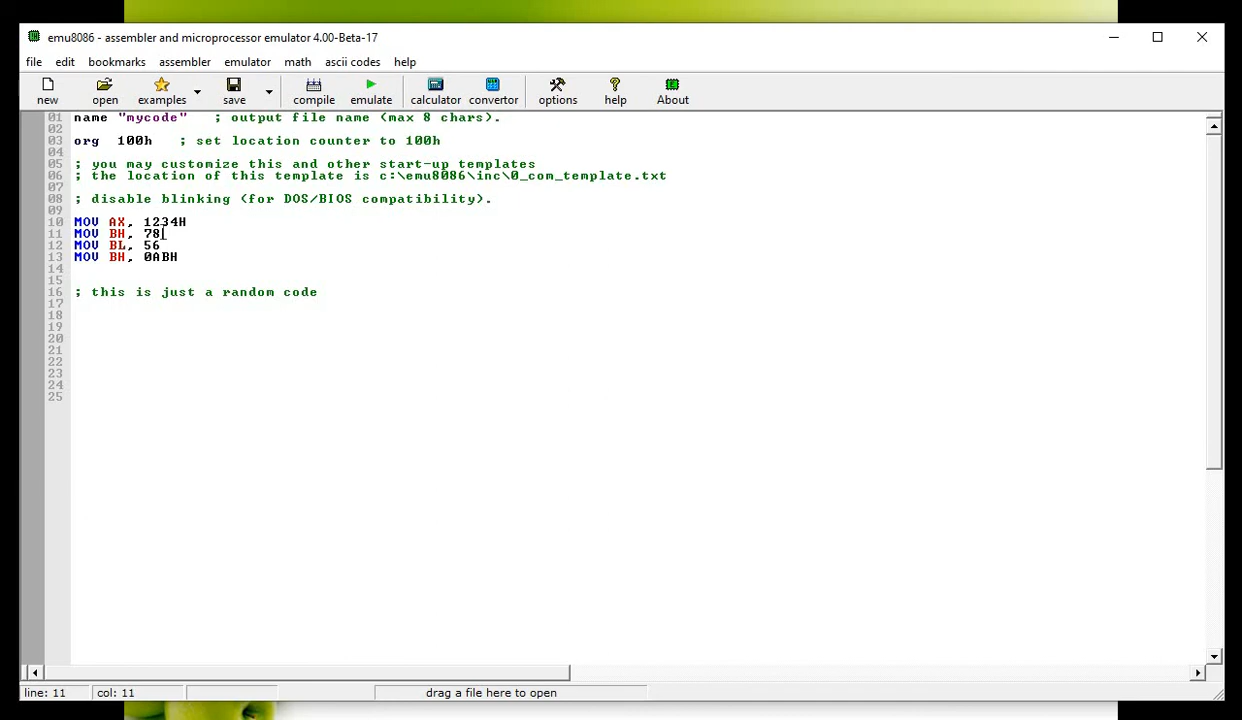 emu8086 - assembler and microprocessor emulator 4.00-Beta-17
file edit bookmarks assembler emulator math ascii codes help
new open examples save compile emulate calculator convertor options help About
01 name "mycode" ; output file name (max 8 chars).
02
03 org 100h ; set location counter to 100h
04
05 ; you may customize this and other start-up templates
06 ; the location of this template is c:\emu8086\inc\0_com_template.txt
07
08 ; disable blinking (for DOS/BIOS compatibility).
09
10 MOV AX, 1234H
11 MOV BH, 78
12 MOV BL, 56
13 MOV BH, 0ABH
14
15
16 ; this is just a random code
17
18
19
20
21
22
23
24
25
line: 11 col: 11 drag a file here to open